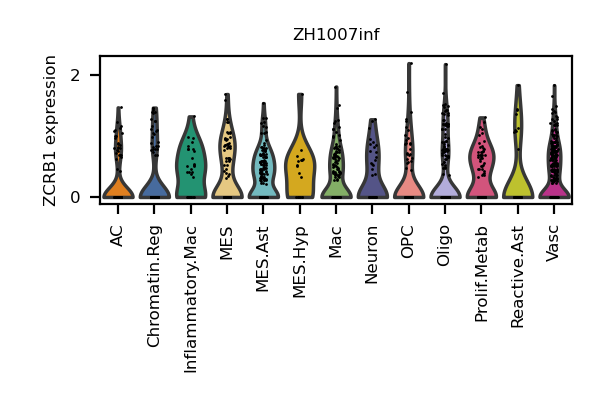 ZH1007inf
ZCRB1 expression
2
0
AC
Chromatin.Reg
Inflammatory.Mac
MES
MES.Ast
MES.Hyp
Mac
Neuron
OPC
Oligo
Prolif.Metab
Reactive.Ast
Vasc